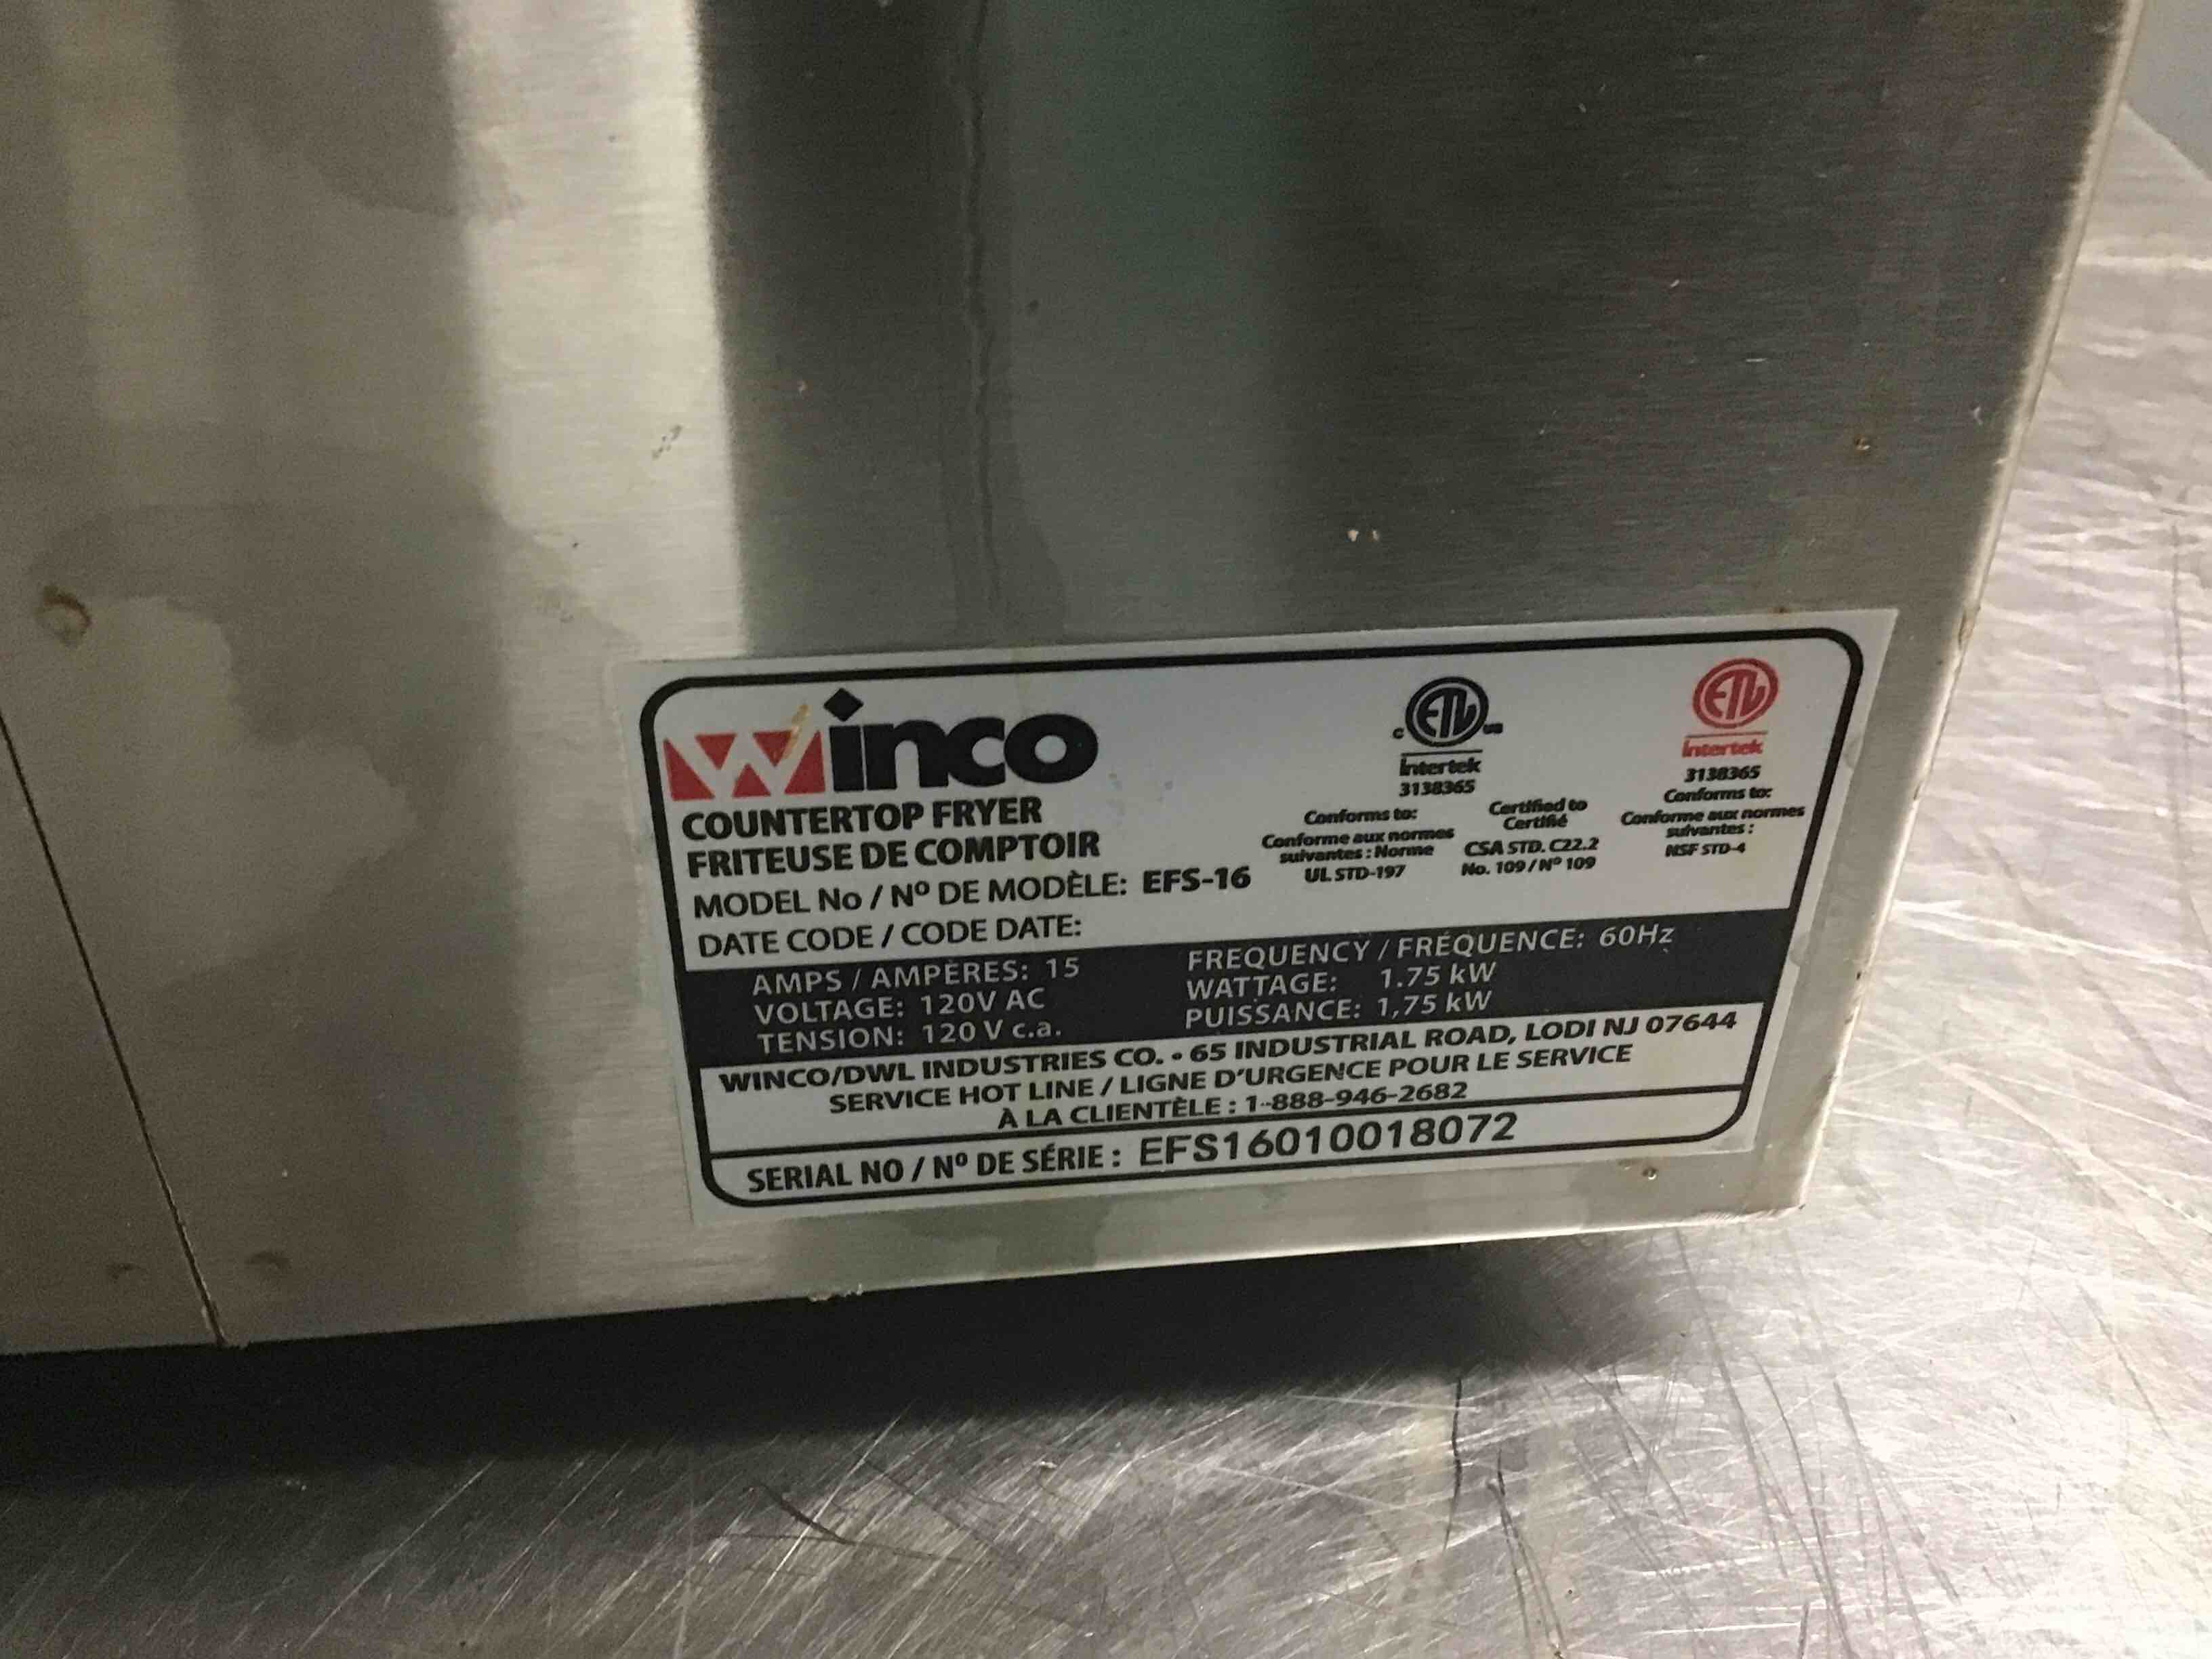 Winco
COUNTERTOP FRYER
FRITEUSE DE COMPTOIR
MODEL No / Nº DE MODÈLE: EFS-16
DATE CODE / CODE DATE:
C ETL US
Intertek
3138365
Conforms to:
Conforme aux normes
suivantes : Norme
UL STD-197
Certified to
Certifié
CSA STD. C22.2
No. 109 / Nº 109
ETL
Intertek
3138365
Conforms to:
Conforme aux normes
suivantes :
NSF STD-4
AMPS / AMPÈRES: 15
VOLTAGE: 120V AC
TENSION: 120 V c.a.
FREQUENCY / FRÉQUENCE: 60Hz
WATTAGE: 1.75 kW
PUISSANCE: 1,75 kW
WINCO/DWL INDUSTRIES CO. • 65 INDUSTRIAL ROAD, LODI NJ 07644
SERVICE HOT LINE / LIGNE D'URGENCE POUR LE SERVICE
À LA CLIENTÈLE : 1-888-946-2682
SERIAL NO / Nº DE SÉRIE : EFS16010018072